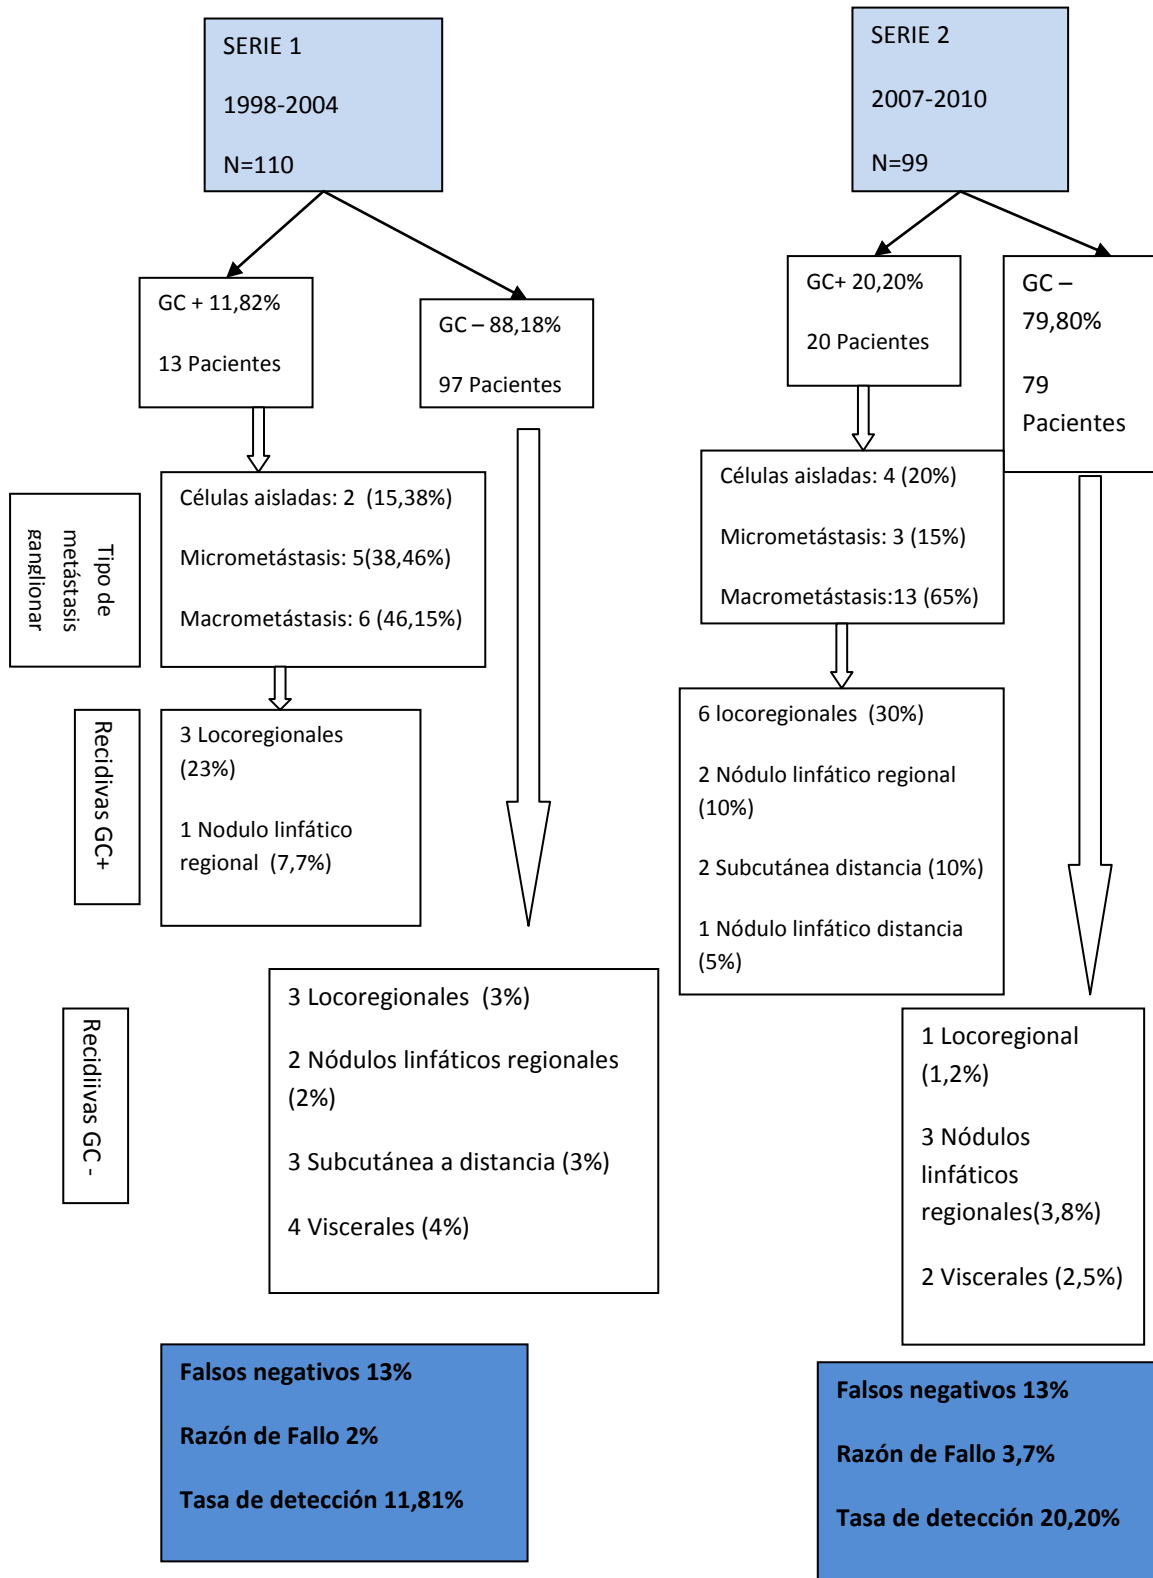 SERIE 1
1998-2004
N=110
GC + 11,82%
13 Pacientes
GC – 88,18%
97 Pacientes
Tipo de
metástasis
ganglionar
Células aisladas: 2 (15,38%)
Micrometástasis: 5(38,46%)
Macrometástasis: 6 (46,15%)
Recidivas GC+
3 Locoregionales
(23%)
1 Nodulo linfático
regional (7,7%)
Recidiivas GC -
3 Locoregionales (3%)
2 Nódulos linfáticos regionales
(2%)
3 Subcutánea a distancia (3%)
4 Viscerales (4%)
Falsos negativos 13%
Razón de Fallo 2%
Tasa de detección 11,81%
SERIE 2
2007-2010
N=99
GC+ 20,20%
20 Pacientes
GC –
79,80%
79
Pacientes
Células aisladas: 4 (20%)
Micrometástasis: 3 (15%)
Macrometástasis:13 (65%)
6 locoregionales (30%)
2 Nódulo linfático regional
(10%)
2 Subcutánea distancia (10%)
1 Nódulo linfático distancia
(5%)
1 Locoregional
(1,2%)
3 Nódulos
linfáticos
regionales(3,8%)
2 Viscerales (2,5%)
Falsos negativos 13%
Razón de Fallo 3,7%
Tasa de detección 20,20%